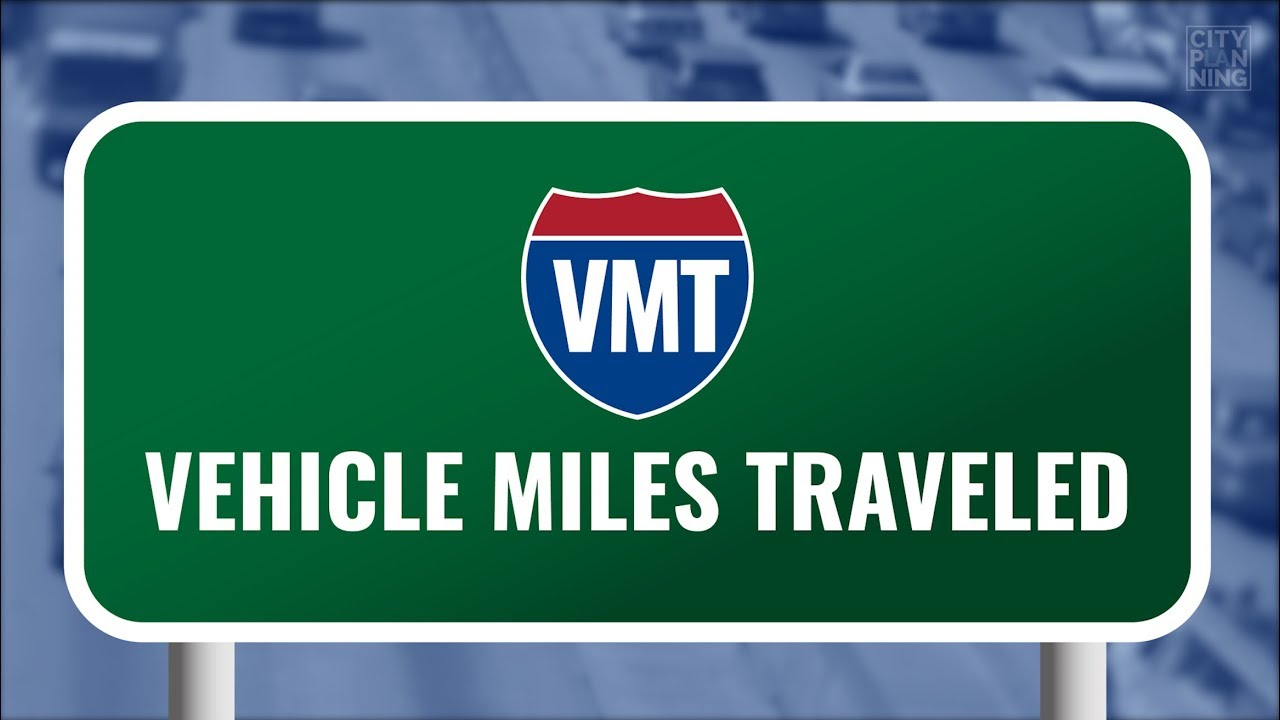 CITY
PLAN
NING
VMT
VEHICLE MILES TRAVELED